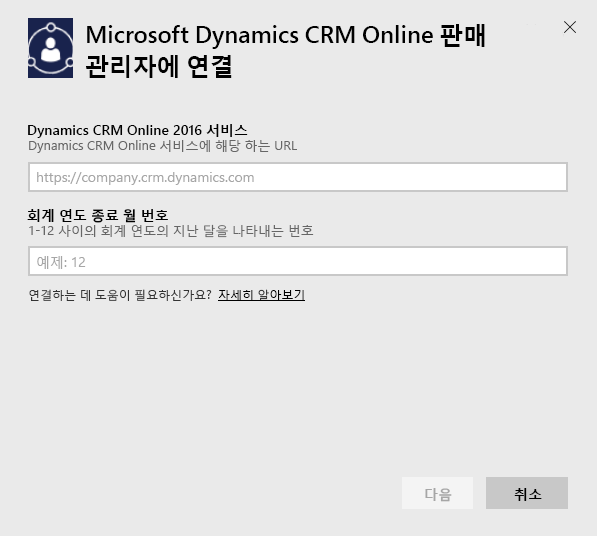 Microsoft Dynamics CRM Online 판매
관리자에 연결
Dynamics CRM Online 2016 서비스
Dynamics CRM Online 서비스에 해당 하는 URL
https://company.crm.dynamics.com
회계 연도 종료 월 번호
1-12 사이의 회계 연도의 지난 달을 나타내는 번호
예제: 12
연결하는 데 도움이 필요하신가요? 자세히 알아보기
다음 취소